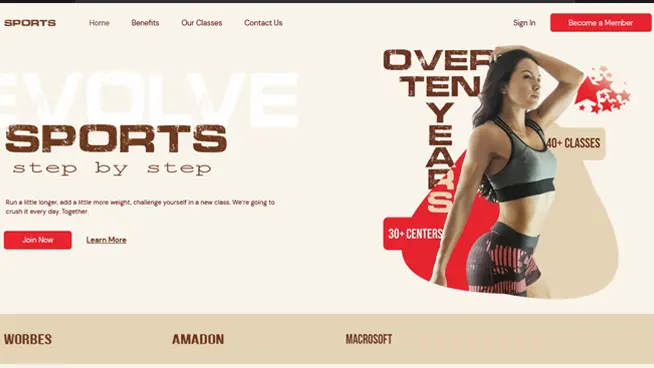 SPORTS Home Benefits Our Classes Contact Us Sign In Become a Member
EVOLVE
SPORTS
step by step
Run a little longer, add a little more weight, challenge yourself in a new class. We're going to
crush it every day. Together.
Join Now Learn More
OVER
TEN
YEARS
40+ CLASSES
30+ CENTERS
WORBES AMADON MACROSOFT